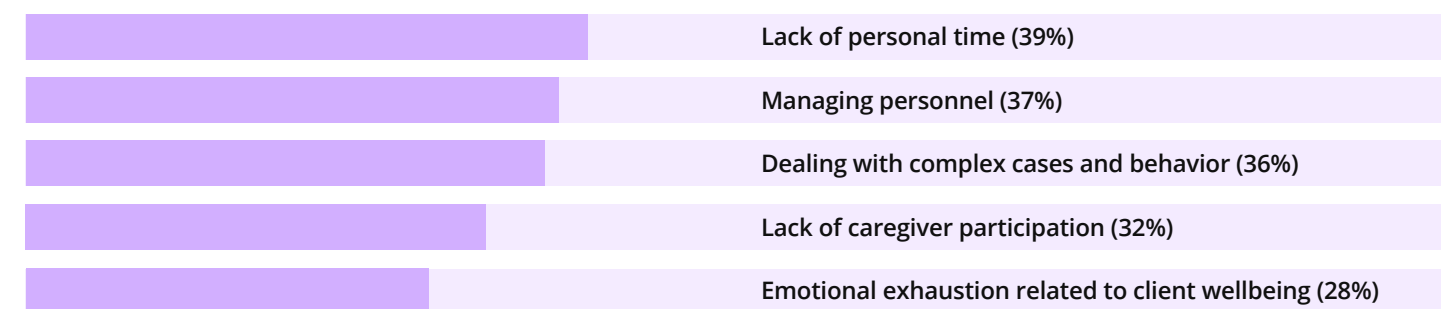 Lack of personal time (39%)
Managing personnel (37%)
Dealing with complex cases and behavior (36%)
Lack of caregiver participation (32%)
Emotional exhaustion related to client wellbeing (28%)